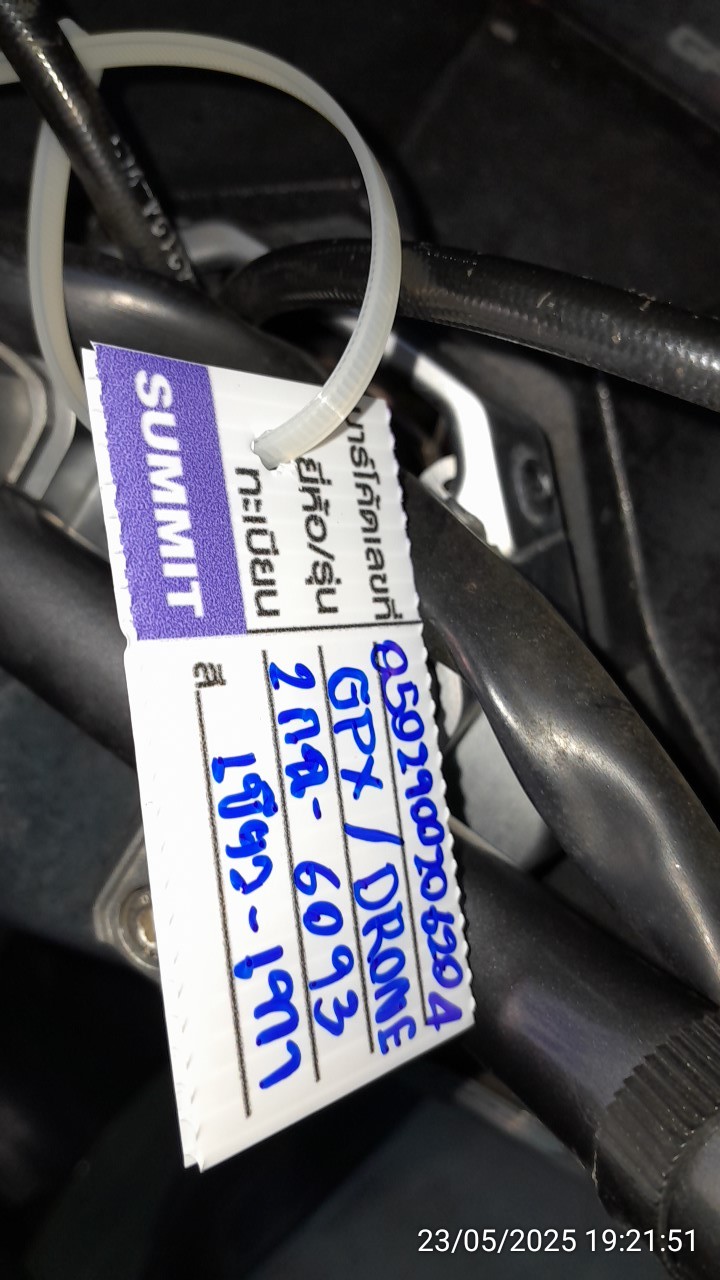 SUMMIT
บาร์โค้ดเลขที่ 0502900706904
ยี่ห้อ/รุ่น GPX / DRONE
ทะเบียน 2กฉ-6093
สี เขียว-เทา
23/05/2025 19:21:51